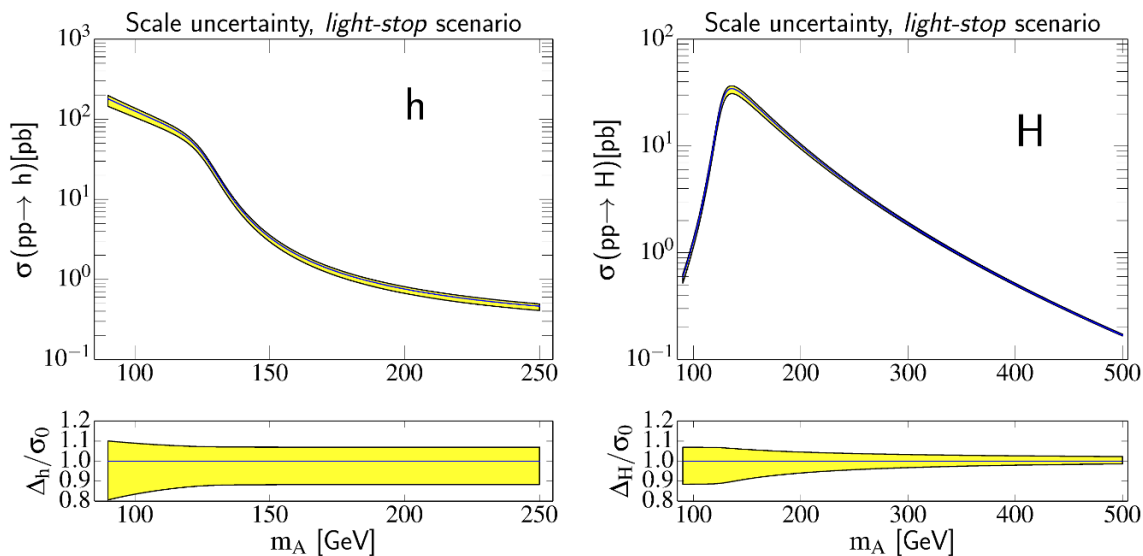 Scale uncertainty, light-stop scenario
10³
10²
10¹
10⁰
10⁻¹
σ(pp→ h)[pb]
h
100 150 200 250
1.2
1.1
1.0
0.9
0.8
Δh/σ0
100 150 200 250
mA [GeV]
Scale uncertainty, light-stop scenario
10²
10¹
10⁰
10⁻¹
σ(pp→ H)[pb]
H
100 200 300 400 500
1.2
1.1
1.0
0.9
0.8
ΔH/σ0
100 200 300 400 500
mA [GeV]